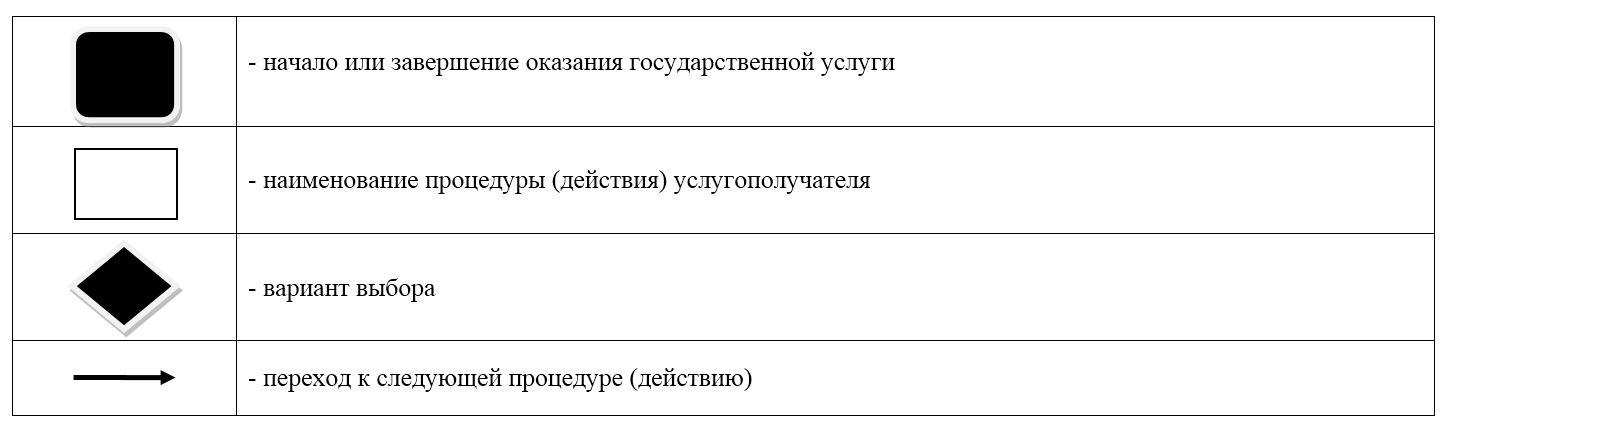 - начало или завершение оказания государственной услуги
- наименование процедуры (действия) услугополучателя
- вариант выбора
- переход к следующей процедуре (действию)